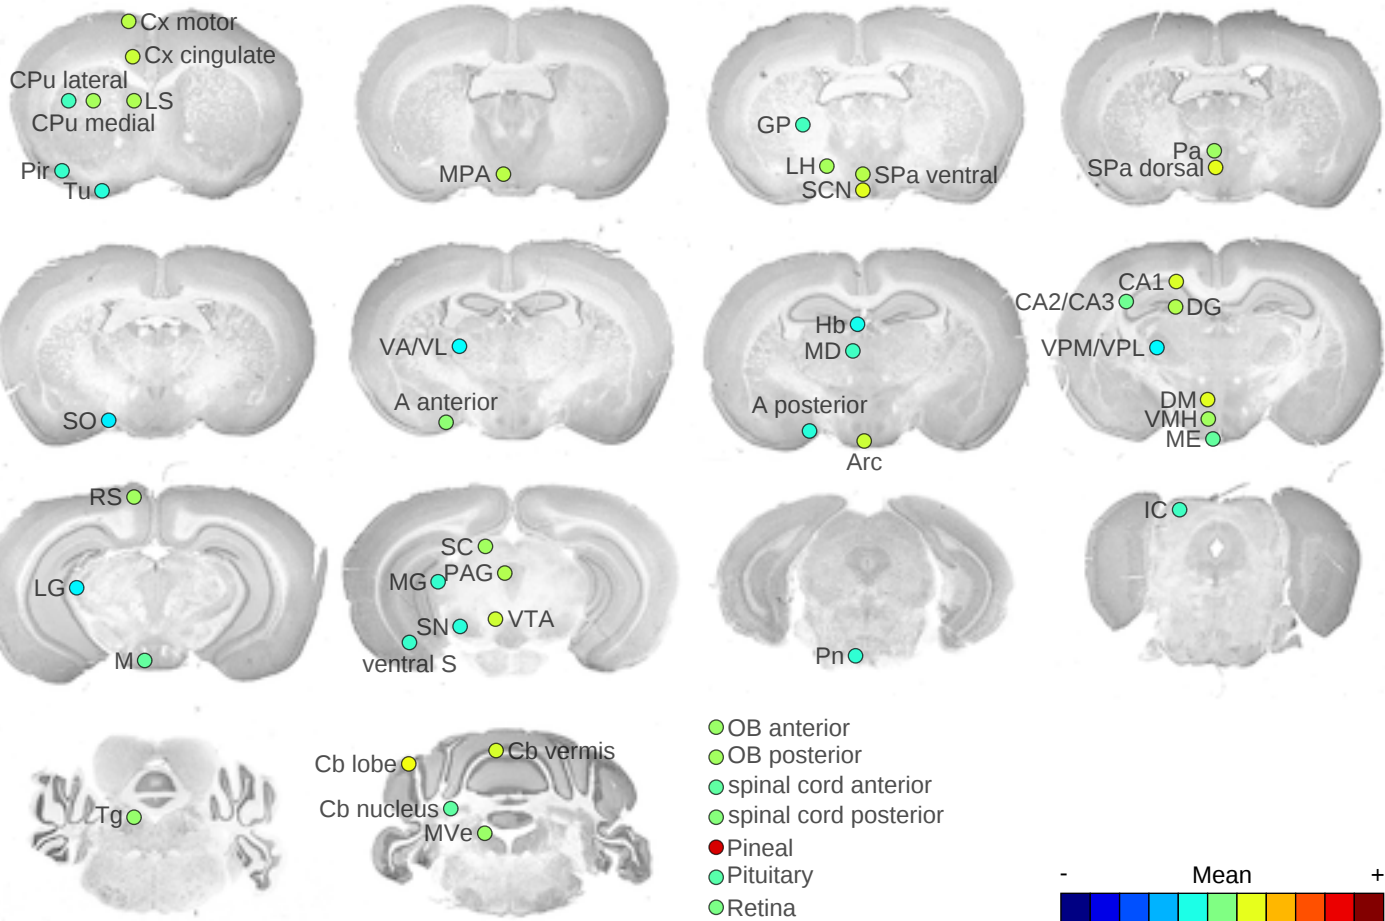 Cx motor
Cx cingulate
CPu lateral
LS
CPu medial
Pir
Tu
MPA
GP
LH
SPa ventral
SCN
Pa
SPa dorsal
SO
VA/VL
A anterior
Hb
MD
A posterior
Arc
CA1
CA2/CA3
DG
VPM/VPL
DM
VMH
ME
RS
LG
M
SC
MG
PAG
SN
VTA
ventral S
Pn
IC
Tg
Cb lobe
Cb vermis
Cb nucleus
MVe
OB anterior
OB posterior
spinal cord anterior
spinal cord posterior
Pineal
Pituitary
Retina
- Mean +